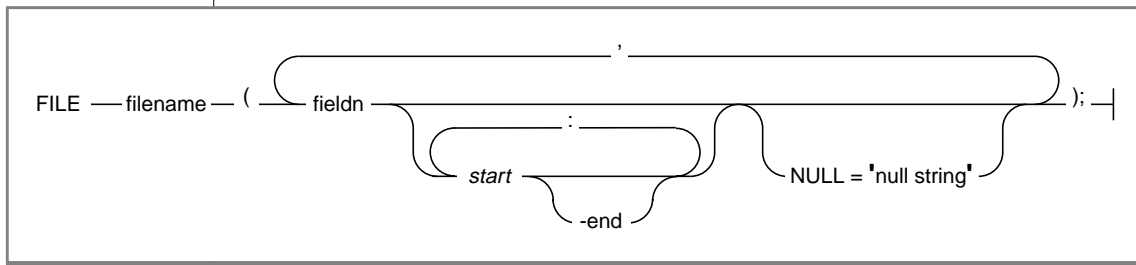 ,
FILE filename ( fieldn );
:
start NULL = 'null string'
-end